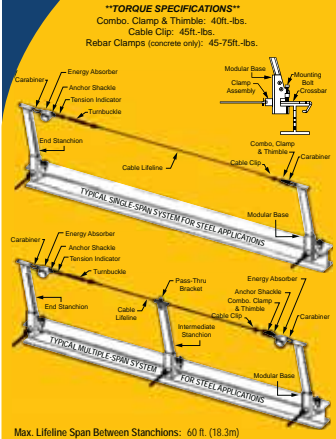 **TORQUE SPECIFICATIONS**
Combo. Clamp & Thimble: 40ft.-lbs.
Cable Clip: 45ft.-lbs.
Rebar Clamps (concrete only): 45-75ft.-lbs.
Modular Base
Mounting
Bolt
Crossbar
Clamp
Assembly
Carabiner
Energy Absorber
Anchor Shackle
Tension Indicator
Turnbuckle
End Stanchion
Cable Lifeline
Combo, Clamp
& Thimble
Cable Clip
Carabiner
TYPICAL SINGLE-SPAN SYSTEM FOR STEEL APPLICATIONS
Modular Base
Carabiner
Energy Absorber
Anchor Shackle
Tension Indicator
Turnbuckle
End Stanchion
Cable
Lifeline
Pass-Thru
Bracket
Intermediate
Stanchion
Energy Absorber
Anchor Shackle
Combo. Clamp
& Thimble
Cable Clip
Carabiner
Modular Base
TYPICAL MULTIPLE-SPAN SYSTEM
FOR STEEL APPLICATIONS
Max. Lifeline Span Between Stanchions: 60 ft. (18.3m)